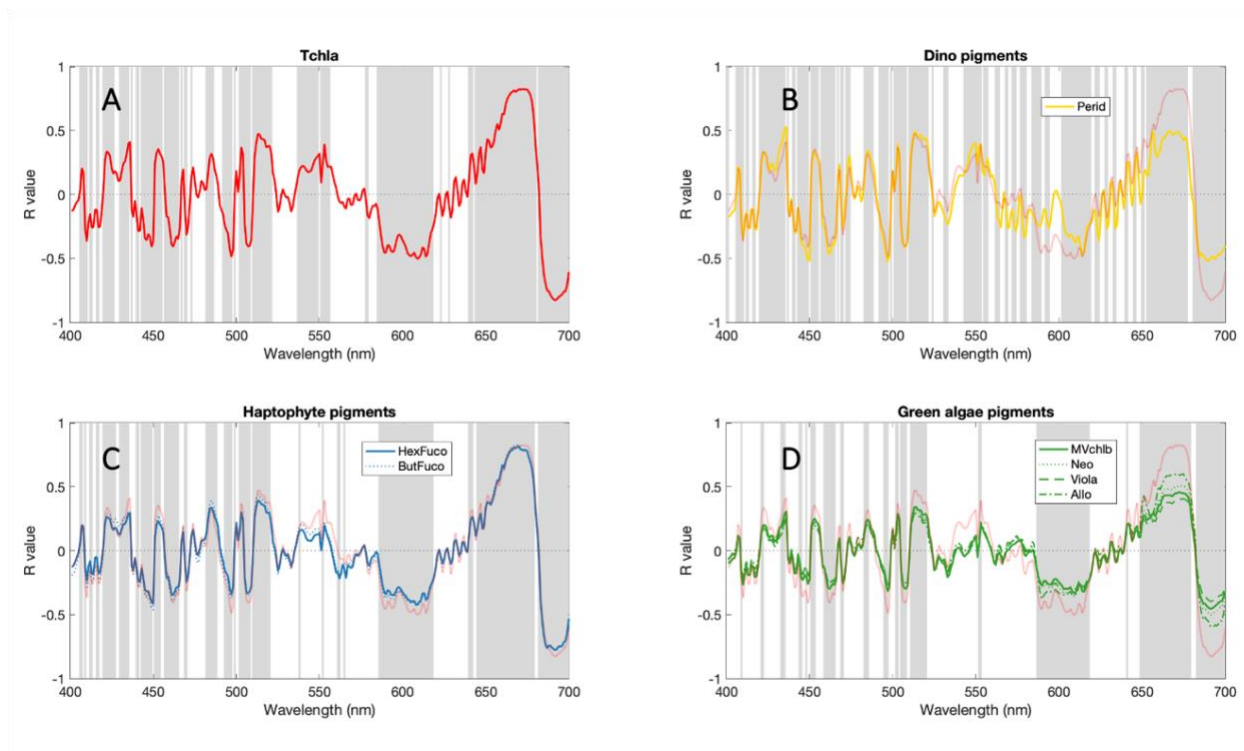 Tchla
A
R value
1
0.5
0
-0.5
-1
400 450 500 550 600 650 700
Wavelength (nm)
Dino pigments
B
Perid
R value
1
0.5
0
-0.5
-1
400 450 500 550 600 650 700
Wavelength (nm)
Haptophyte pigments
C
HexFuco
ButFuco
R value
1
0.5
0
-0.5
-1
400 450 500 550 600 650 700
Wavelength (nm)
Green algae pigments
D
MVchlb
Neo
Viola
Allo
R value
1
0.5
0
-0.5
-1
400 450 500 550 600 650 700
Wavelength (nm)